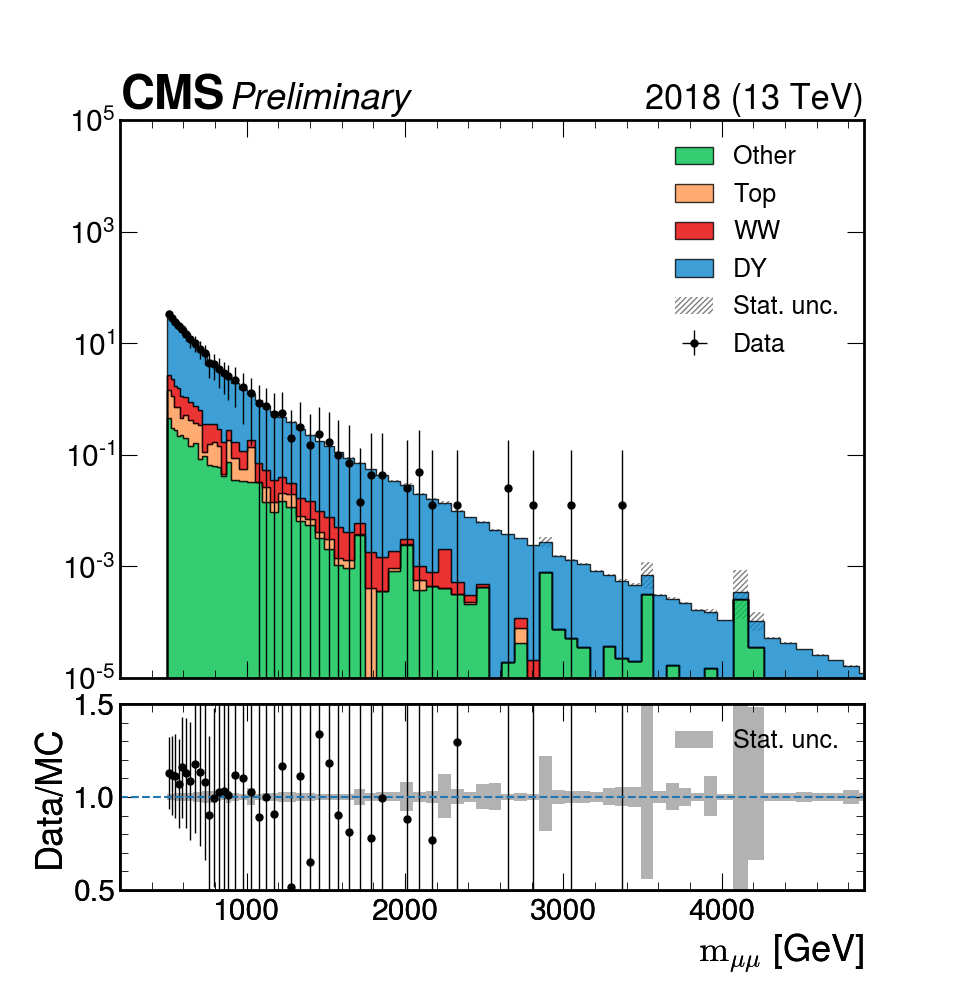 CMS Preliminary 2018 (13 TeV)
10^5
10^3
10^1
10^-1
10^-3
10^-5
Other
Top
WW
DY
Stat. unc.
Data
1.5
1.0
0.5
Data/MC
Stat. unc.
1000 2000 3000 4000
m_μμ [GeV]